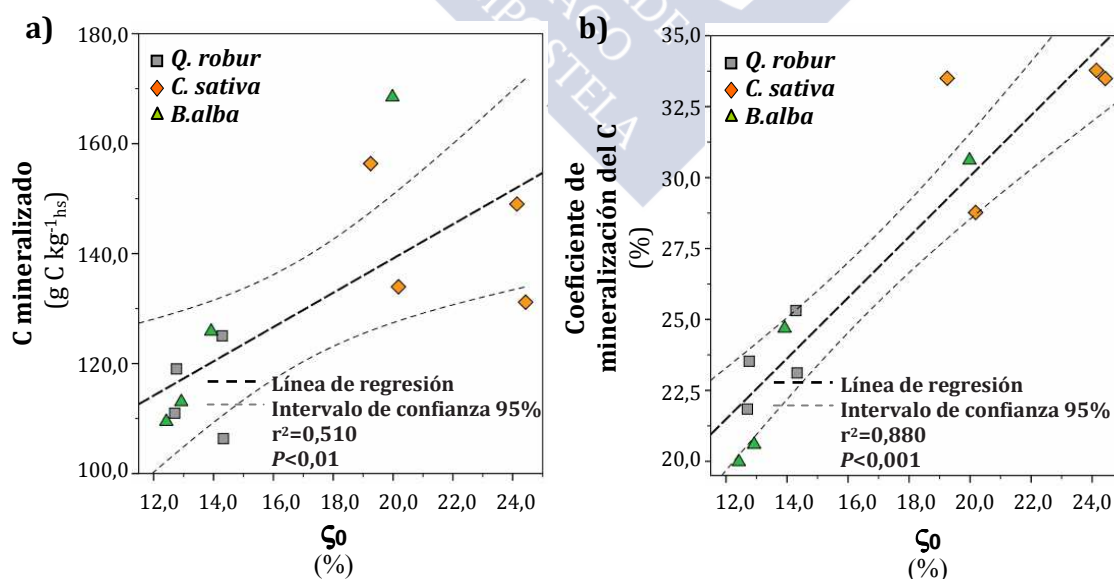 DE
ACO
IPOSTELA
a)
180,0
160,0
140,0
120,0
100,0
C mineralizado
(g C kg⁻¹hs)
Q. robur
C. sativa
B.alba
Línea de regresión
Intervalo de confianza 95%
r²=0,510
P<0,01
12,0 14,0 16,0 18,0 20,0 22,0 24,0
ς0
(%)
b)
35,0
32,5
30,0
27,5
25,0
22,5
20,0
Coeficiente de
mineralización del C
(%)
Q. robur
C. sativa
B.alba
Línea de regresión
Intervalo de confianza 95%
r²=0,880
P<0,001
12,0 14,0 16,0 18,0 20,0 22,0 24,0
ς0
(%)